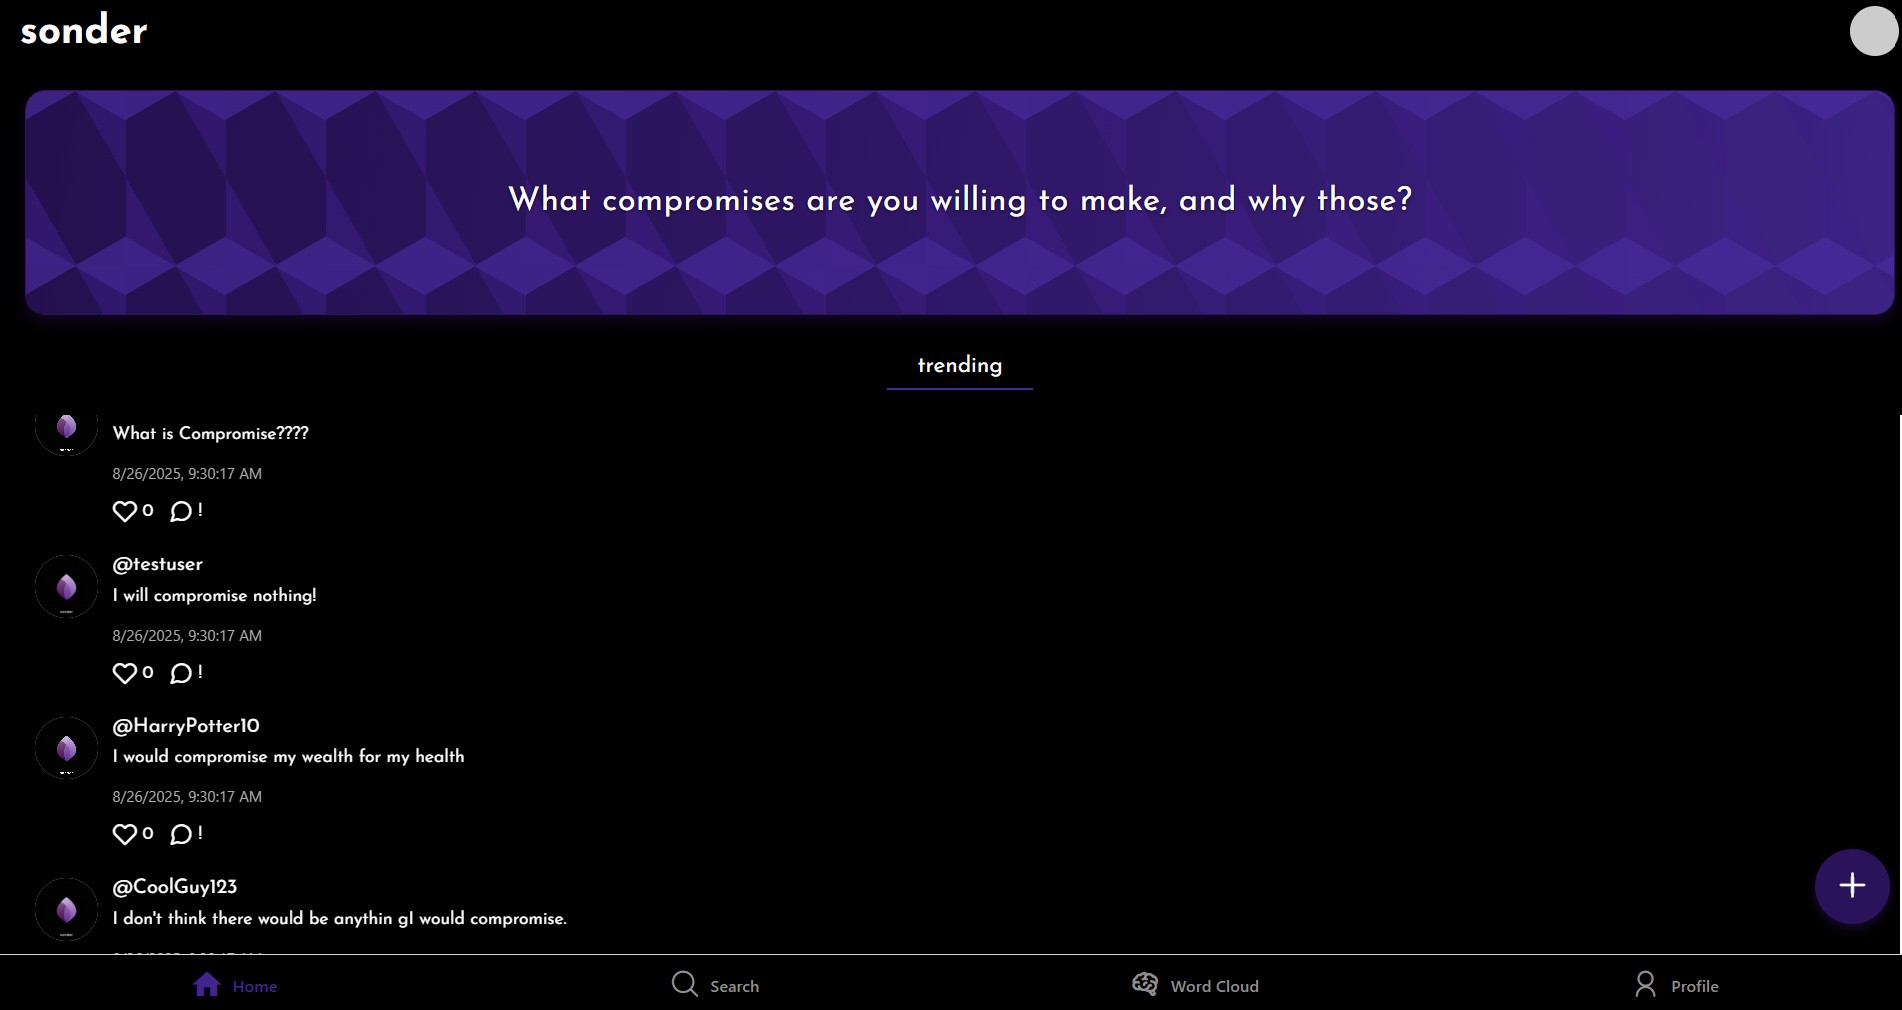 sonder
What compromises are you willing to make, and why those?
trending
What is Compromise????
8/26/2025, 9:30:17 AM
0 !
@testuser
I will compromise nothing!
8/26/2025, 9:30:17 AM
0 !
@HarryPotter10
I would compromise my wealth for my health
8/26/2025, 9:30:17 AM
0 !
@CoolGuy123
I don't think there would be anythin gI would compromise.
Home Search Word Cloud Profile